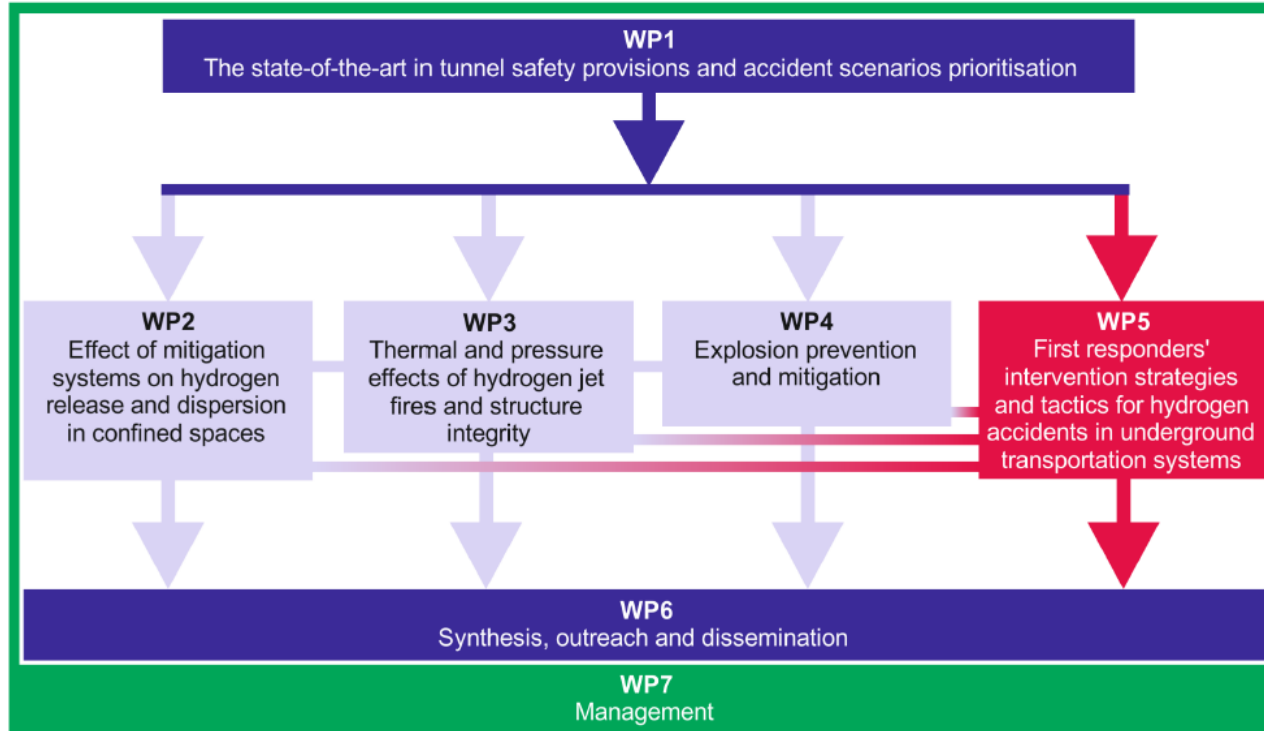 WP1
The state-of-the-art in tunnel safety provisions and accident scenarios prioritisation
WP2
Effect of mitigation
systems on hydrogen
release and dispersion
in confined spaces
WP3
Thermal and pressure
effects of hydrogen jet
fires and structure
integrity
WP4
Explosion prevention
and mitigation
WP5
First responders'
intervention strategies
and tactics for hydrogen
accidents in underground
transportation systems
WP6
Synthesis, outreach and dissemination
WP7
Management